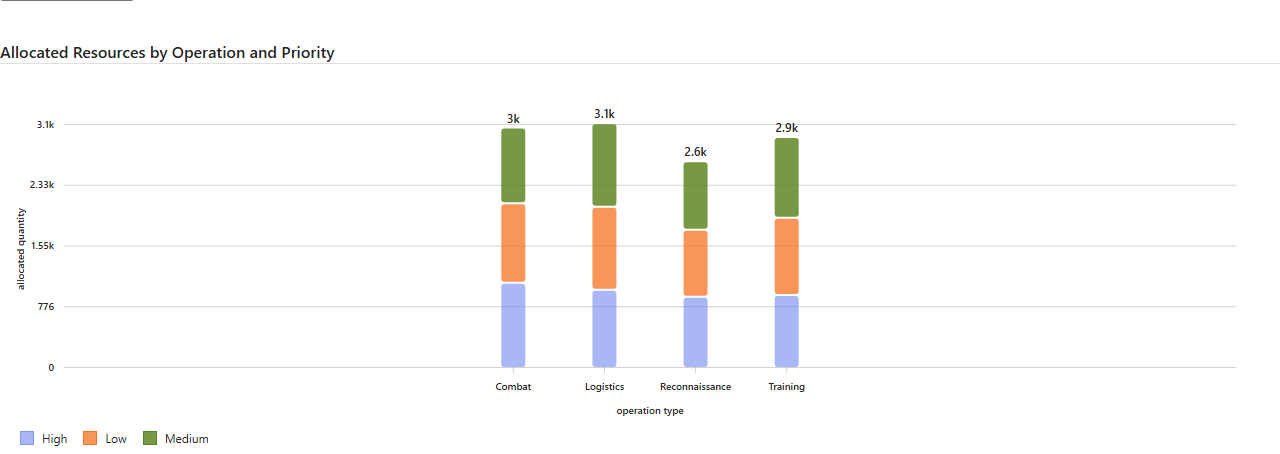 Allocated Resources by Operation and Priority
3k
3.1k
2.6k
2.9k
3.1k
2.33k
1.55k
776
0
allocated quantity
Combat
Logistics
Reconnaissance
Training
operation type
High
Low
Medium